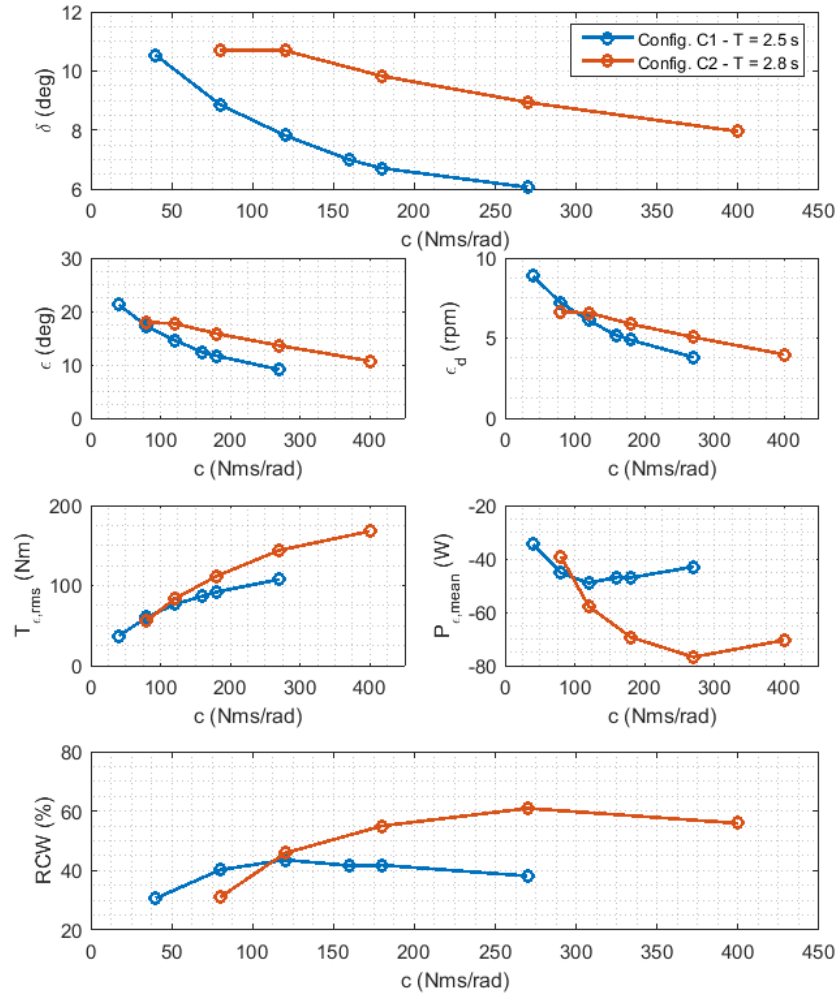 12
10
8
6
δ (deg)
Config. C1 - T = 2.5 s
Config. C2 - T = 2.8 s
0 50 100 150 200 250 300 350 400 450
c (Nms/rad)
30
20
10
0
ϵ (deg)
0 100 200 300 400
c (Nms/rad)
10
5
0
ϵd (rpm)
0 100 200 300 400
c (Nms/rad)
200
100
0
Tϵ,rms (Nm)
0 100 200 300 400
c (Nms/rad)
-20
-40
-60
-80
Pϵ,mean (W)
0 100 200 300 400
c (Nms/rad)
80
60
40
20
RCW (%)
0 50 100 150 200 250 300 350 400 450
c (Nms/rad)